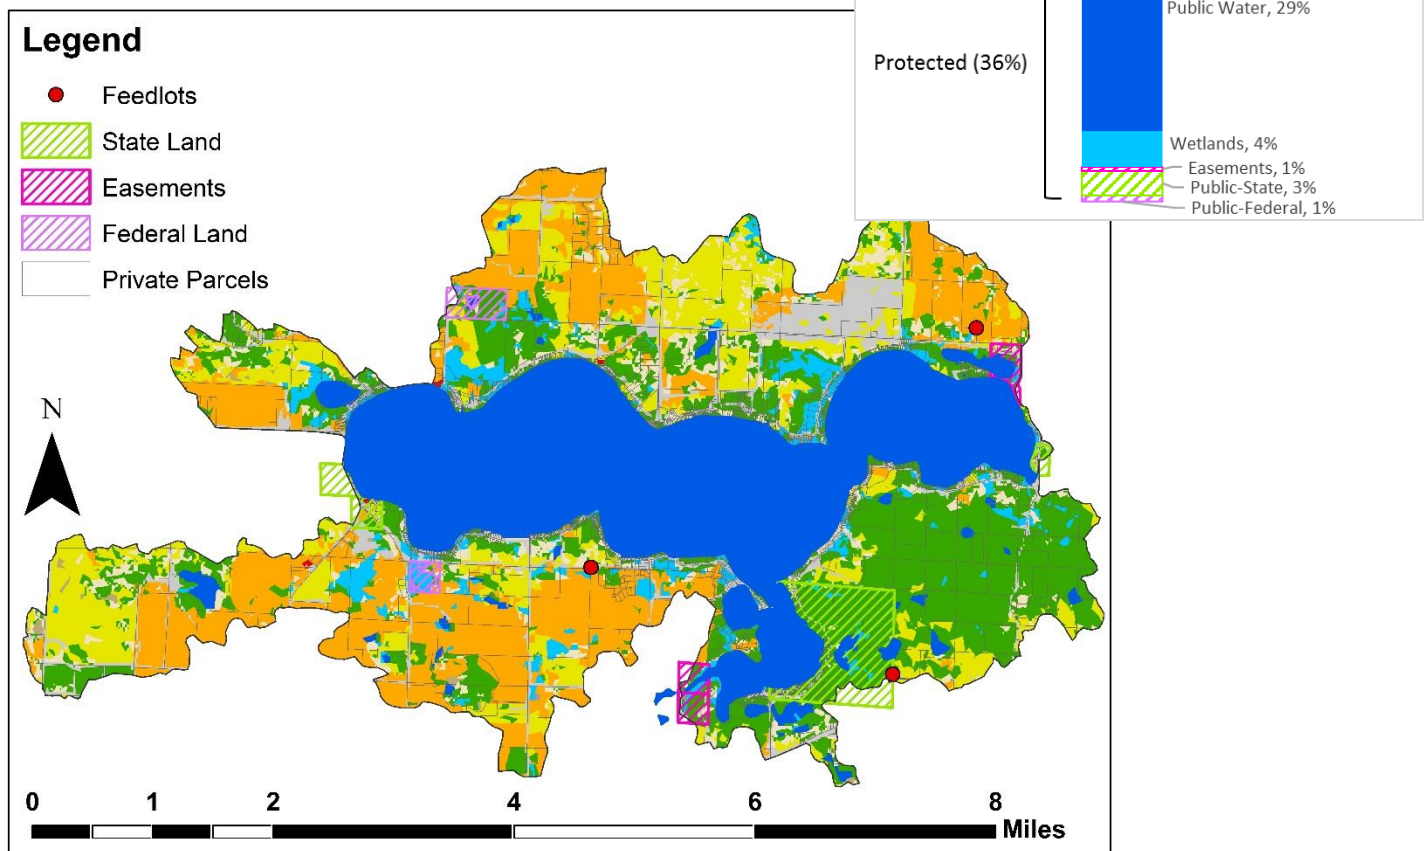 Legend
Feedlots
State Land
Easements
Federal Land
Private Parcels
Public Water, 29%
Protected (36%)
Wetlands, 4%
Easements, 1%
Public-State, 3%
Public-Federal, 1%
N
0 1 2 4 6 8
Miles